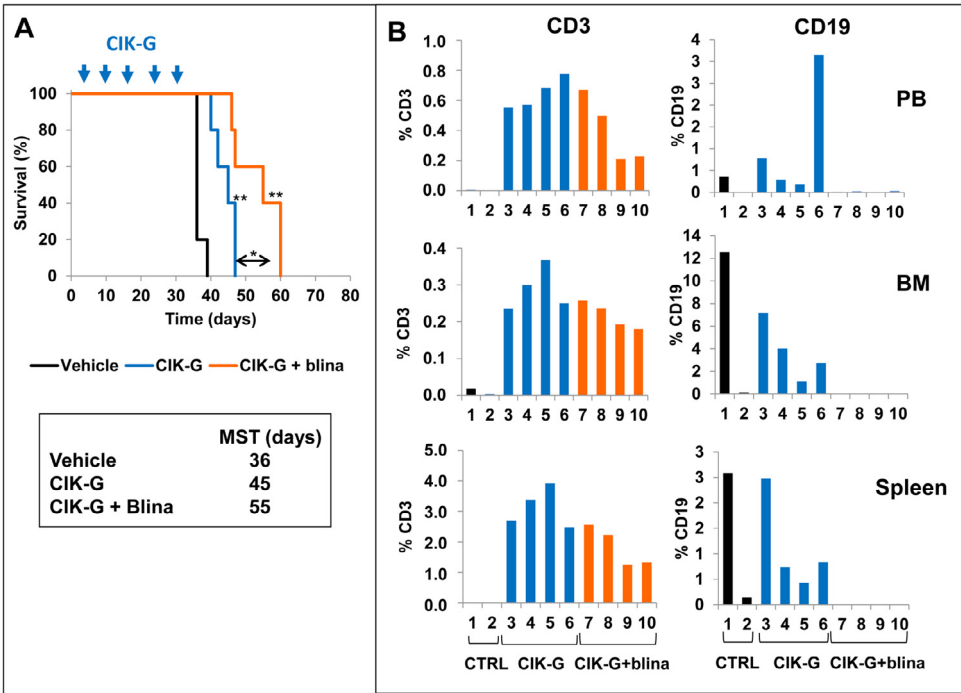 A
CIK-G
Survival (%)
100
80
60
40
20
0
**
**
*
0 10 20 30 40 50 60 70 80
Time (days)
Vehicle CIK-G CIK-G + blina
MST (days)
Vehicle 36
CIK-G 45
CIK-G + Blina 55
B
CD3
% CD3
1.0
0.8
0.6
0.4
0.2
0.0
1 2 3 4 5 6 7 8 9 10
CD19
PB
% CD19
4
3
3
2
2
1
1
0
1 2 3 4 5 6 7 8 9 10
% CD3
0.4
0.3
0.2
0.1
0.0
1 2 3 4 5 6 7 8 9 10
BM
% CD19
14
12
10
8
6
4
2
0
1 2 3 4 5 6 7 8 9 10
% CD3
5.0
4.0
3.0
2.0
1.0
0.0
1 2 3 4 5 6 7 8 9 10
CTRL CIK-G CIK-G+blina
Spleen
% CD19
3
3
2
2
1
1
0
1 2 3 4 5 6 7 8 9 10
CTRL CIK-G CIK-G+blina